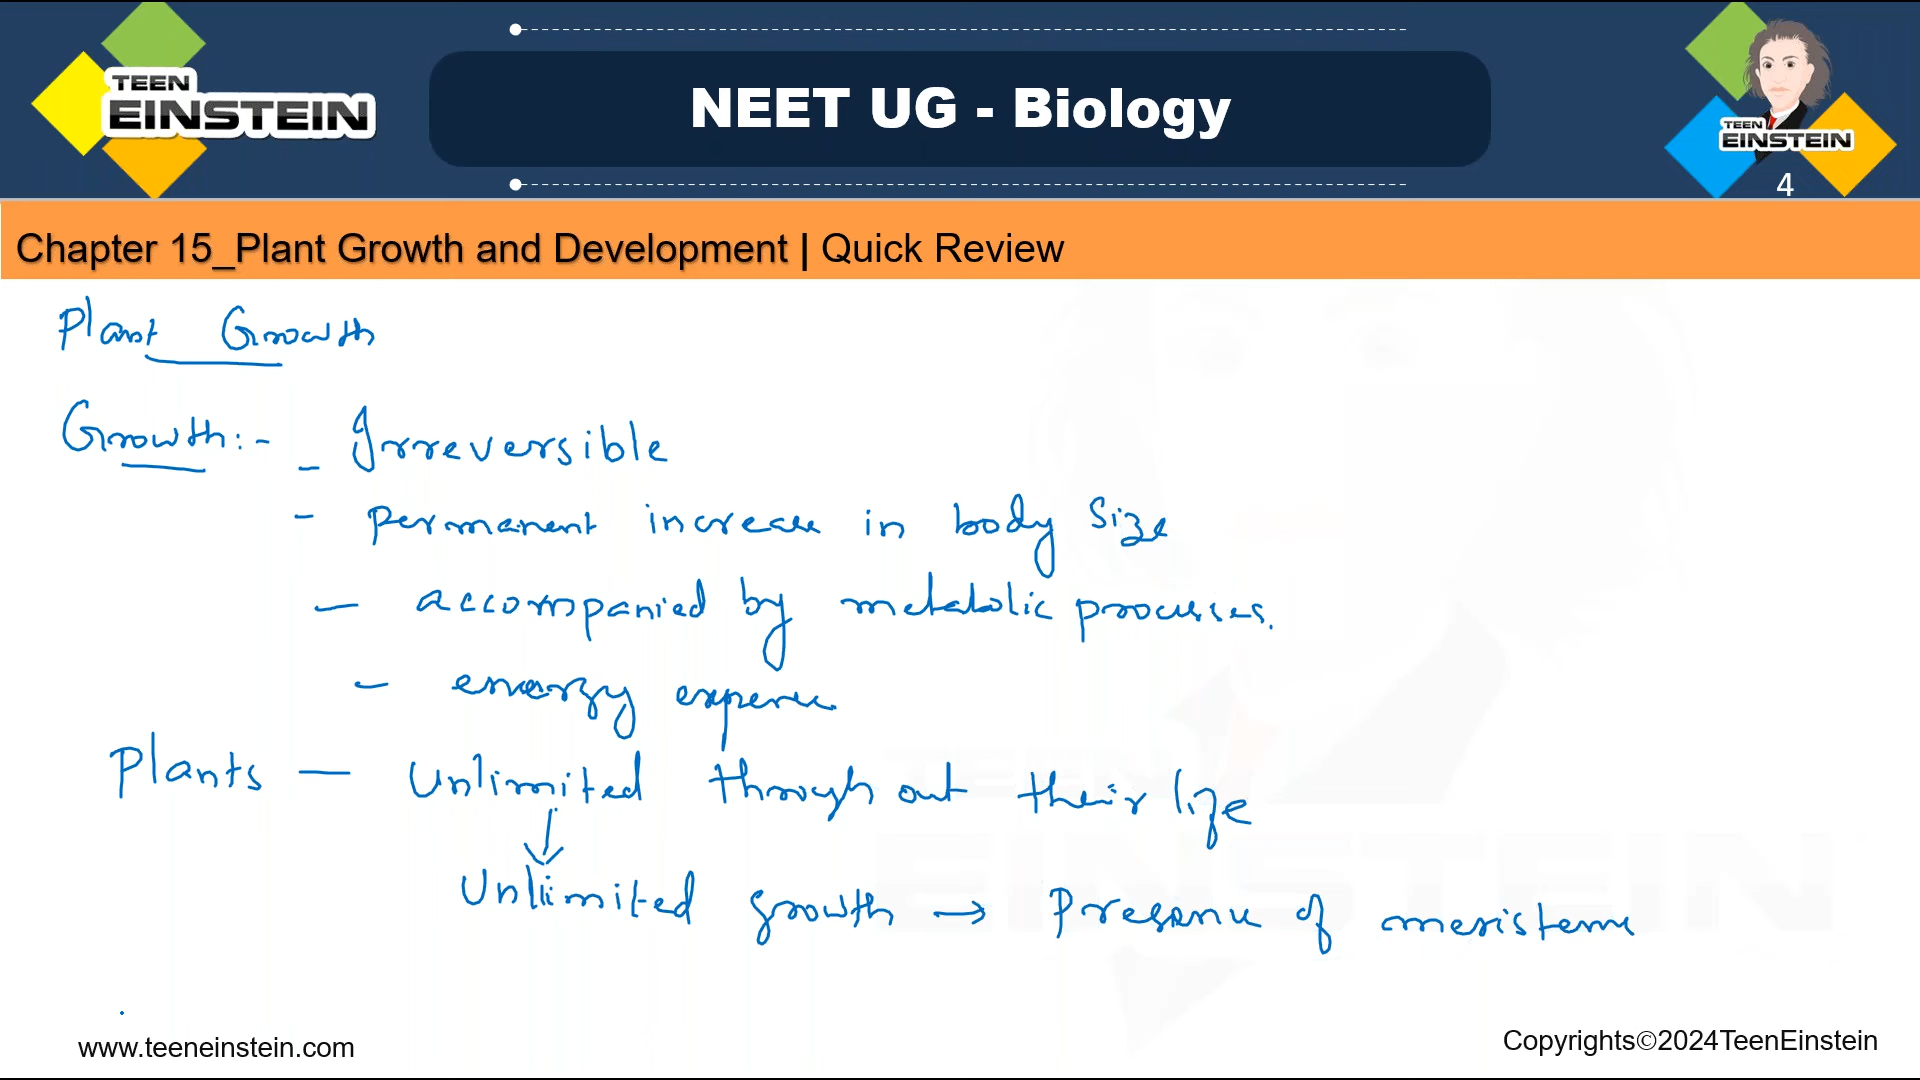 TEEN
EINSTEIN
NEET UG - Biology
TEEN
EINSTEIN
4
Chapter 15_Plant Growth and Development | Quick Review
Plant Growth
Growth:- - Irreversible
- permanent increase in body size
- accompanied by metabolic processes.
- energy expense
Plants - Unlimited through out their life
↓
Unlimited growth → Presence of meristems
www.teeneinstein.com
Copyrights©2024TeenEinstein